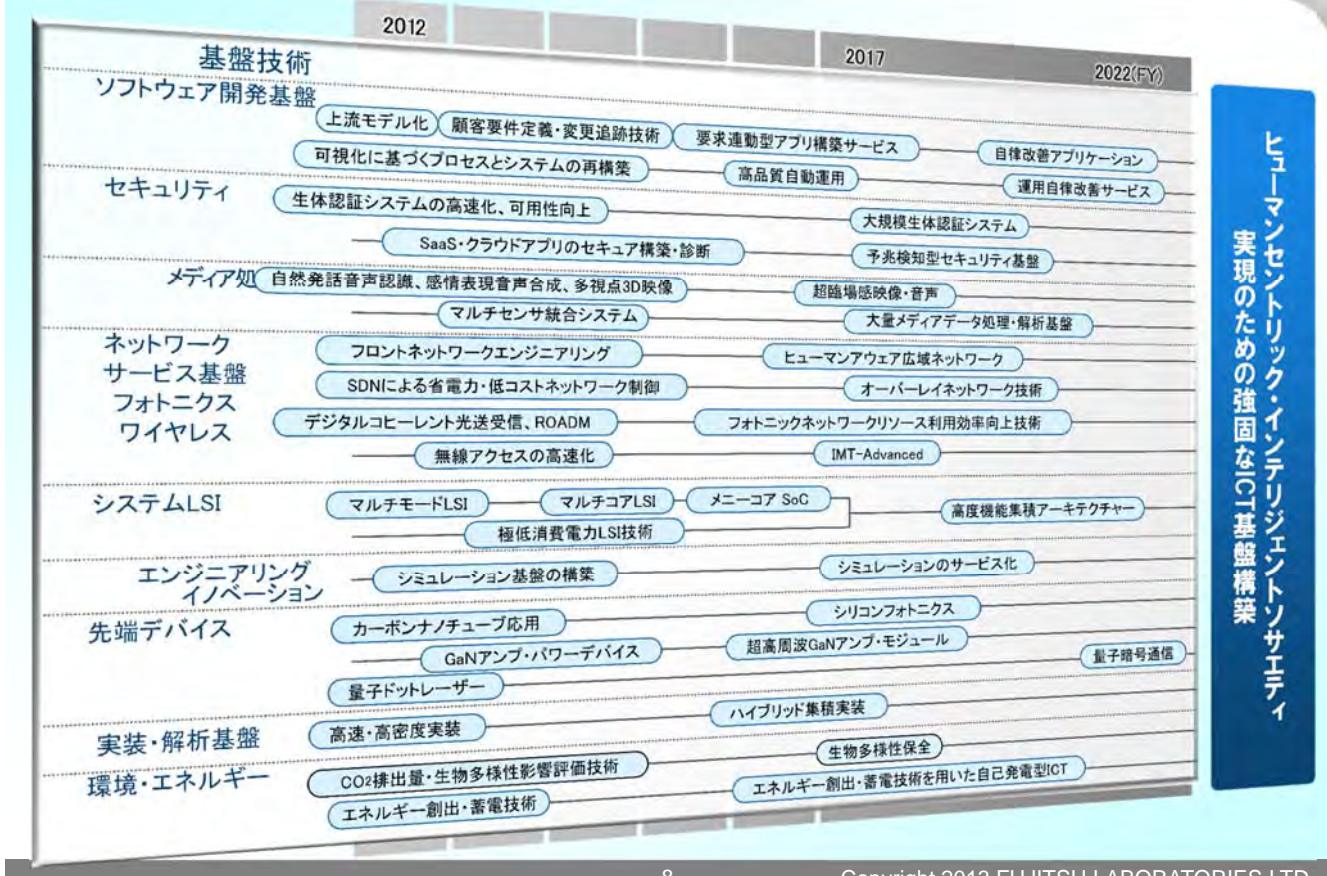 2012
2017
2022(FY)
基盤技術
ソフトウェア開発基盤
上流モデル化
顧客要件定義・変更追跡技術
要求連動型アプリ構築サービス
自律改善アプリケーション
可視化に基づくプロセスとシステムの再構築
高品質自動運用
運用自律改善サービス
セキュリティ
生体認証システムの高速化、可用性向上
大規模生体認証システム
SaaS・クラウドアプリのセキュア構築・診断
予兆検知型セキュリティ基盤
メディア処
自然発話音声認識、感情表現音声合成、多視点3D映像
超臨場感映像・音声
マルチセンサ統合システム
大量メディアデータ処理・解析基盤
ネットワーク
サービス基盤
フォトニクス
ワイヤレス
フロントネットワークエンジニアリング
ヒューマンアウェア広域ネットワーク
SDNによる省電力・低コストネットワーク制御
オーバーレイネットワーク技術
デジタルコヒーレント光送受信、ROADM
フォトニックネットワークリソース利用効率向上技術
無線アクセスの高速化
IMT-Advanced
システムLSI
マルチモードLSI
マルチコアLSI
メニーコア SoC
高度機能集積アーキテクチャー
極低消費電力LSI技術
エンジニアリング
イノベーション
シミュレーション基盤の構築
シミュレーションのサービス化
先端デバイス
カーボンナノチューブ応用
シリコンフォトニクス
GaNアンプ・パワーデバイス
超高周波GaNアンプ・モジュール
量子ドットレーザー
量子暗号通信
実装・解析基盤
高速・高密度実装
ハイブリッド集積実装
環境・エネルギー
CO2排出量・生物多様性影響評価技術
生物多様性保全
エネルギー創出・蓄電技術
エネルギー創出・蓄電技術を用いた自己発電型ICT
ヒューマンセントリック・インテリジェントソサエティ
実現のための強固なICT基盤構築